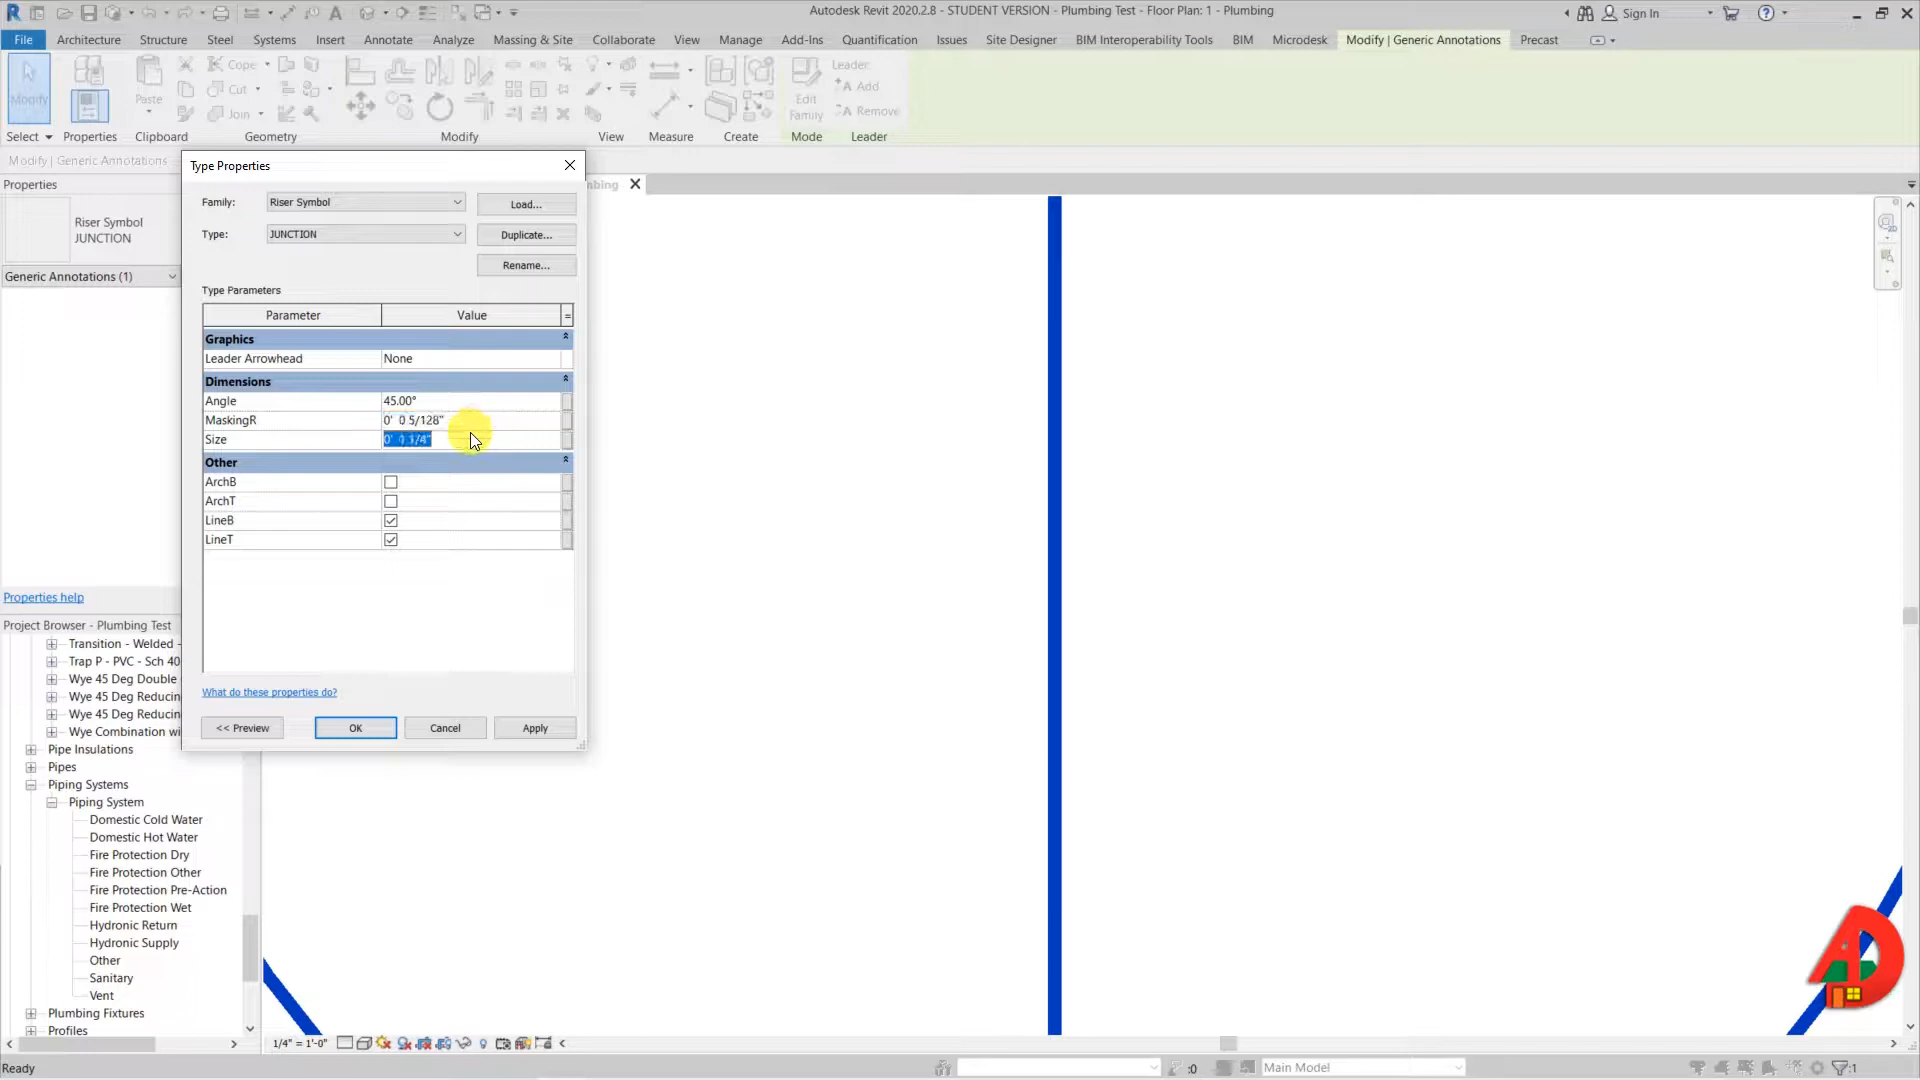 Autodesk Revit 2020.2.8 - STUDENT VERSION - Plumbing Test - Floor Plan: 1 - Plumbing
Sign In
File Architecture Structure Steel Systems Insert Annotate Analyze Massing & Site Collaborate View Manage Add-Ins Quantification Issues Site Designer BIM Interoperability Tools BIM Microdesk Modify | Generic Annotations Precast
Modify
Paste
Cope
Cut
Join
Edit
Family
Leader:
Add
Remove
Select Properties Clipboard Geometry Modify View Measure Create Mode Leader
Modify | Generic Annotations
Properties
Riser Symbol
JUNCTION
Generic Annotations (1)
Properties help
Type Properties
Family: Riser Symbol Load...
Type: JUNCTION Duplicate...
Rename...
Type Parameters
Parameter Value =
Graphics
Leader Arrowhead None
Dimensions
Angle 45.00°
MaskingR 0' 0 5/128"
Size
Other
ArchB
ArchT
LineB
LineT
What do these properties do?
<< Preview OK Cancel Apply
Project Browser - Plumbing Test
Transition - Welded -
Trap P - PVC - Sch 40
Wye 45 Deg Double
Wye 45 Deg Reducin
Wye 45 Deg Reducin
Wye Combination wi
Pipe Insulations
Pipes
Piping Systems
Piping System
Domestic Cold Water
Domestic Hot Water
Fire Protection Dry
Fire Protection Other
Fire Protection Pre-Action
Fire Protection Wet
Hydronic Return
Hydronic Supply
Other
Sanitary
Vent
Plumbing Fixtures
Profiles
1/4" = 1'-0"
Ready
:0
Main Model
:1